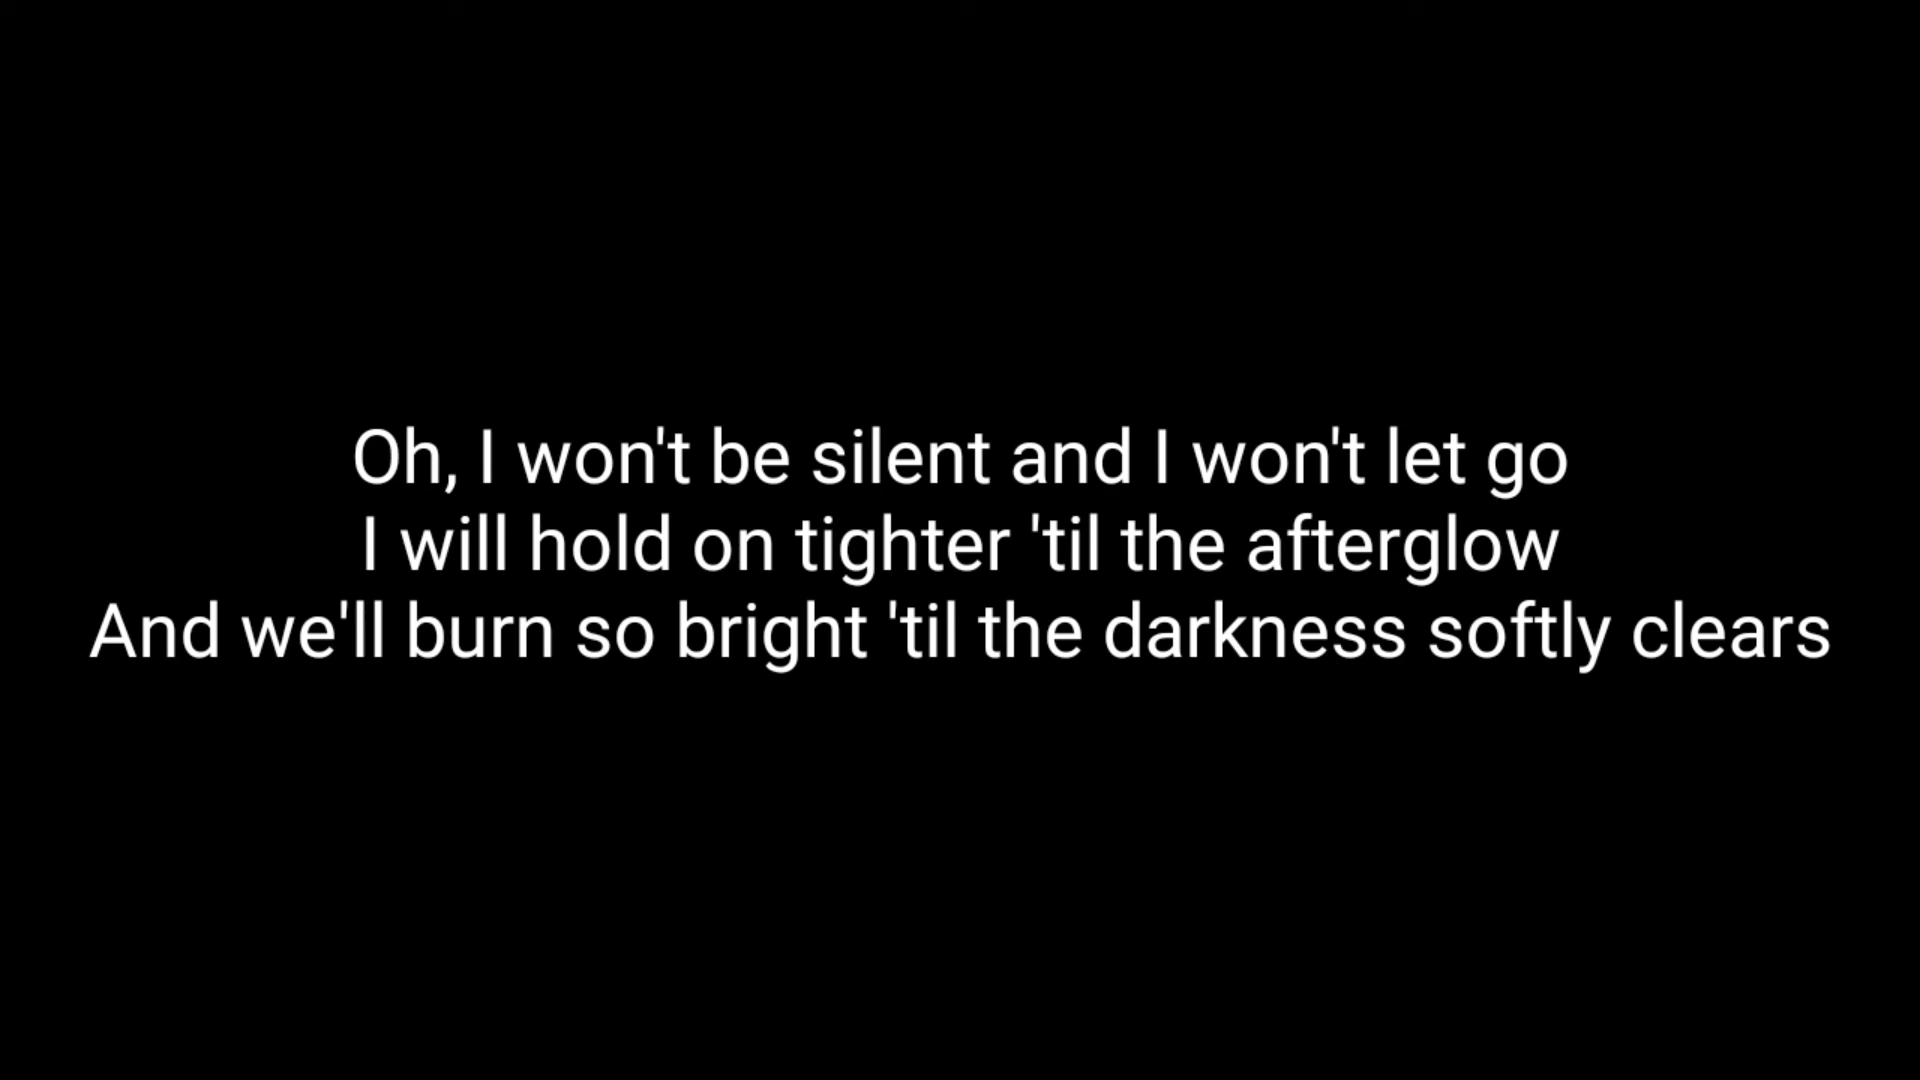 Oh, I won't be silent and I won't let go
I will hold on tighter 'til the afterglow
And we'll burn so bright 'til the darkness softly clears